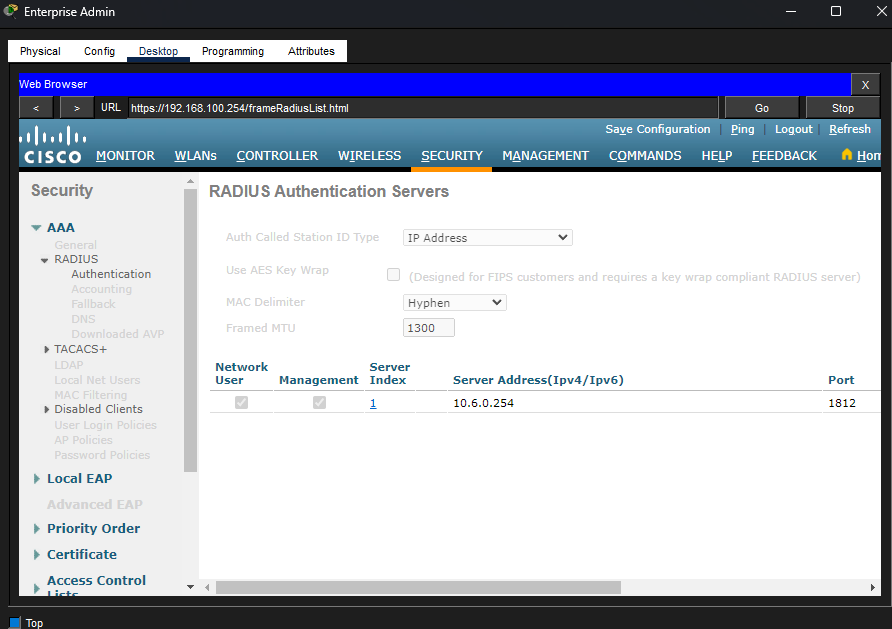 Enterprise Admin
Physical Config Desktop Programming Attributes
Web Browser X
< > URL https://192.168.100.254/frameRadiusList.html Go Stop
Save Configuration | Ping | Logout | Refresh
CISCO MONITOR WLANs CONTROLLER WIRELESS SECURITY MANAGEMENT COMMANDS HELP FEEDBACK Hom
Security
AAA
General
RADIUS
Authentication
Accounting
Fallback
DNS
Downloaded AVP
TACACS+
LDAP
Local Net Users
MAC Filtering
Disabled Clients
User Login Policies
AP Policies
Password Policies
Local EAP
Advanced EAP
Priority Order
Certificate
Access Control
Lists
RADIUS Authentication Servers
Auth Called Station ID Type IP Address
Use AES Key Wrap (Designed for FIPS customers and requires a key wrap compliant RADIUS server)
MAC Delimiter Hyphen
Framed MTU 1300
Network User Management Server Index Server Address(Ipv4/Ipv6) Port
1 10.6.0.254 1812
Top